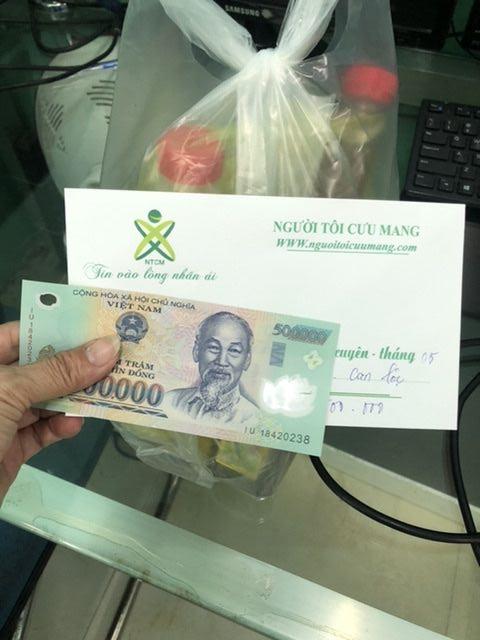 SAMSUNG
NGƯỜI TÔI CƯU MANG
www.nguoitoicuumang.com
NTCM
Tin vào lòng nhân ái
CỘNG HÒA XÃ HỘI CHỦ NGHĨA
VIỆT NAM
500000
TRĂM
ĐỒNG
00000
IU 18420238
- tháng 05